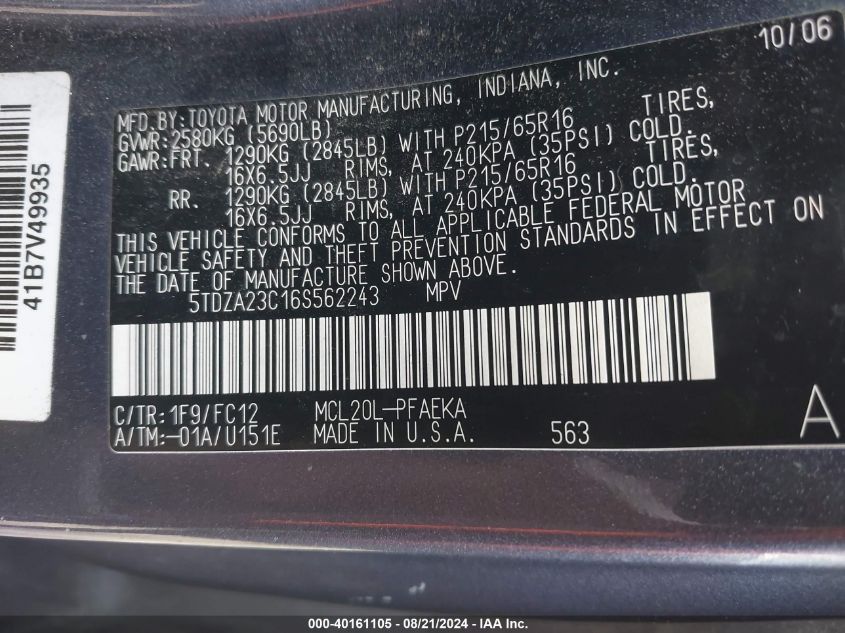 10/06
MFD.BY:TOYOTA MOTOR MANUFACTURING, INDIANA, INC.
GVWR:2580KG (5690LB)
GAWR:FRT. 1290KG (2845LB) WITH P215/65R16 TIRES,
16X6.5JJ RIMS, AT 240KPA (35PSI) COLD.
RR. 1290KG (2845LB) WITH P215/65R16 TIRES,
16X6.5JJ RIMS, AT 240KPA (35PSI) COLD.
THIS VEHICLE CONFORMS TO ALL APPLICABLE FEDERAL MOTOR
VEHICLE SAFETY AND THEFT PREVENTION STANDARDS IN EFFECT ON
THE DATE OF MANUFACTURE SHOWN ABOVE.
5TDZA23C16S562243 MPV
C/TR:1F9/FC12 MCL20L-PFAEKA A
A/TM:-01A/U151E MADE IN U.S.A. 563
41B7V49935
000-40161105 - 08/21/2024 - IAA Inc.